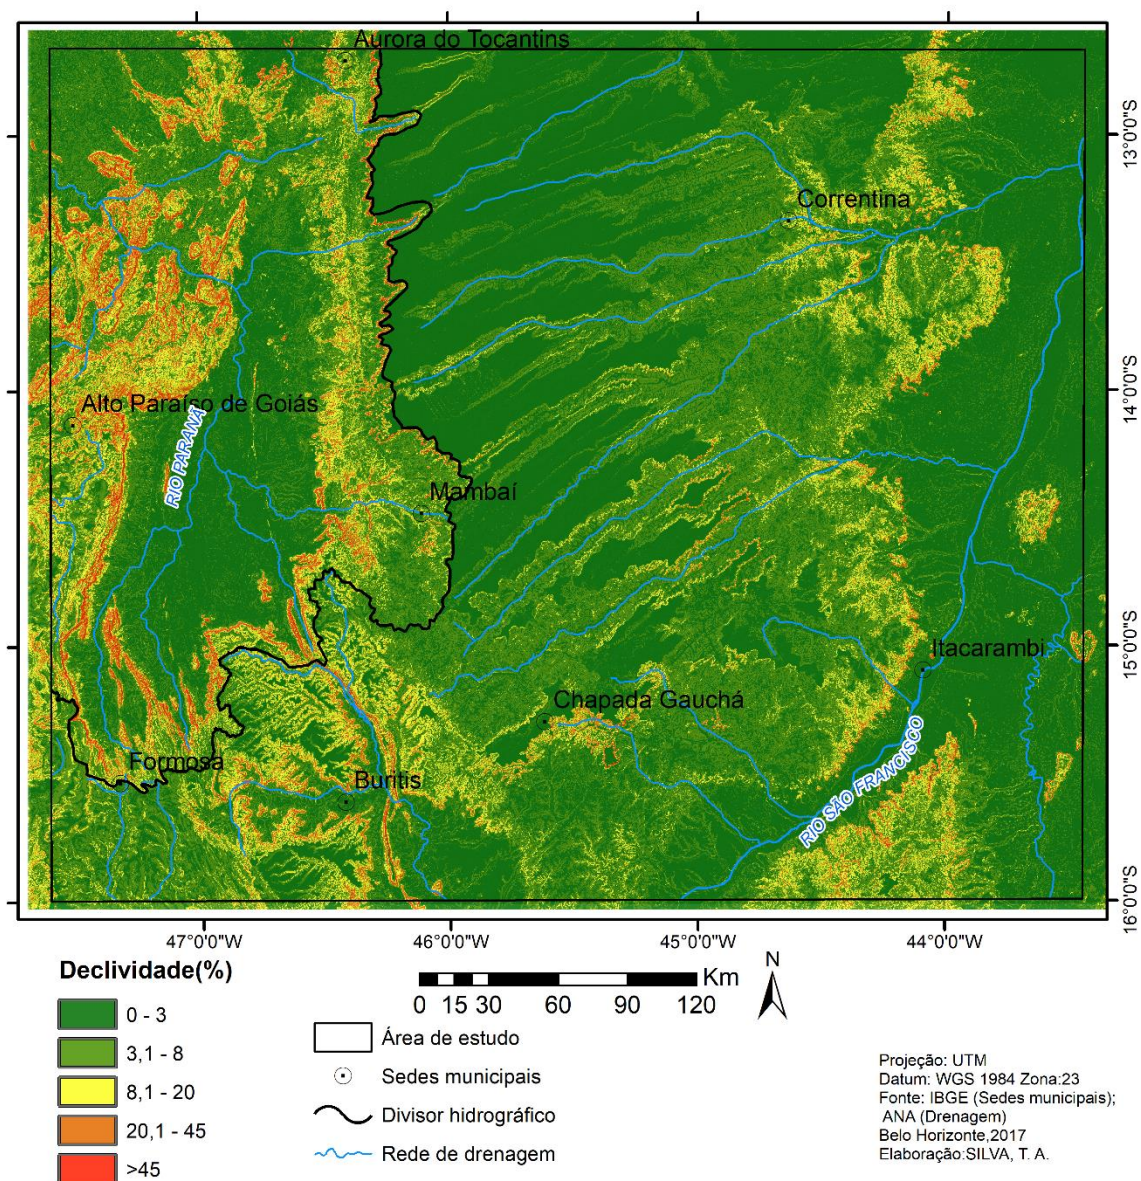 Aurora do Tocantins
13°0'0"S
Correntina
14°0'0"S
Alto Paraíso de Goiás
RIO PARANÃ
Mambaí
15°0'0"S
Itacarambi
Chapada Gauchá
Formosa
Buritis
RIO SÃO FRANCISCO
16°0'0"S
47°0'0"W
46°0'0"W
45°0'0"W
44°0'0"W
Declividade(%)
0 - 3
3,1 - 8
8,1 - 20
20,1 - 45
>45
Km
0 15 30 60 90 120
N
Área de estudo
Sedes municipais
Divisor hidrográfico
Rede de drenagem
Projeção: UTM
Datum: WGS 1984 Zona:23
Fonte: IBGE (Sedes municipais);
ANA (Drenagem)
Belo Horizonte,2017
Elaboração:SILVA, T. A.